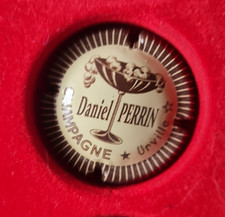 Daniel PERRIN
CHAMPAGNE ★ Urville ★